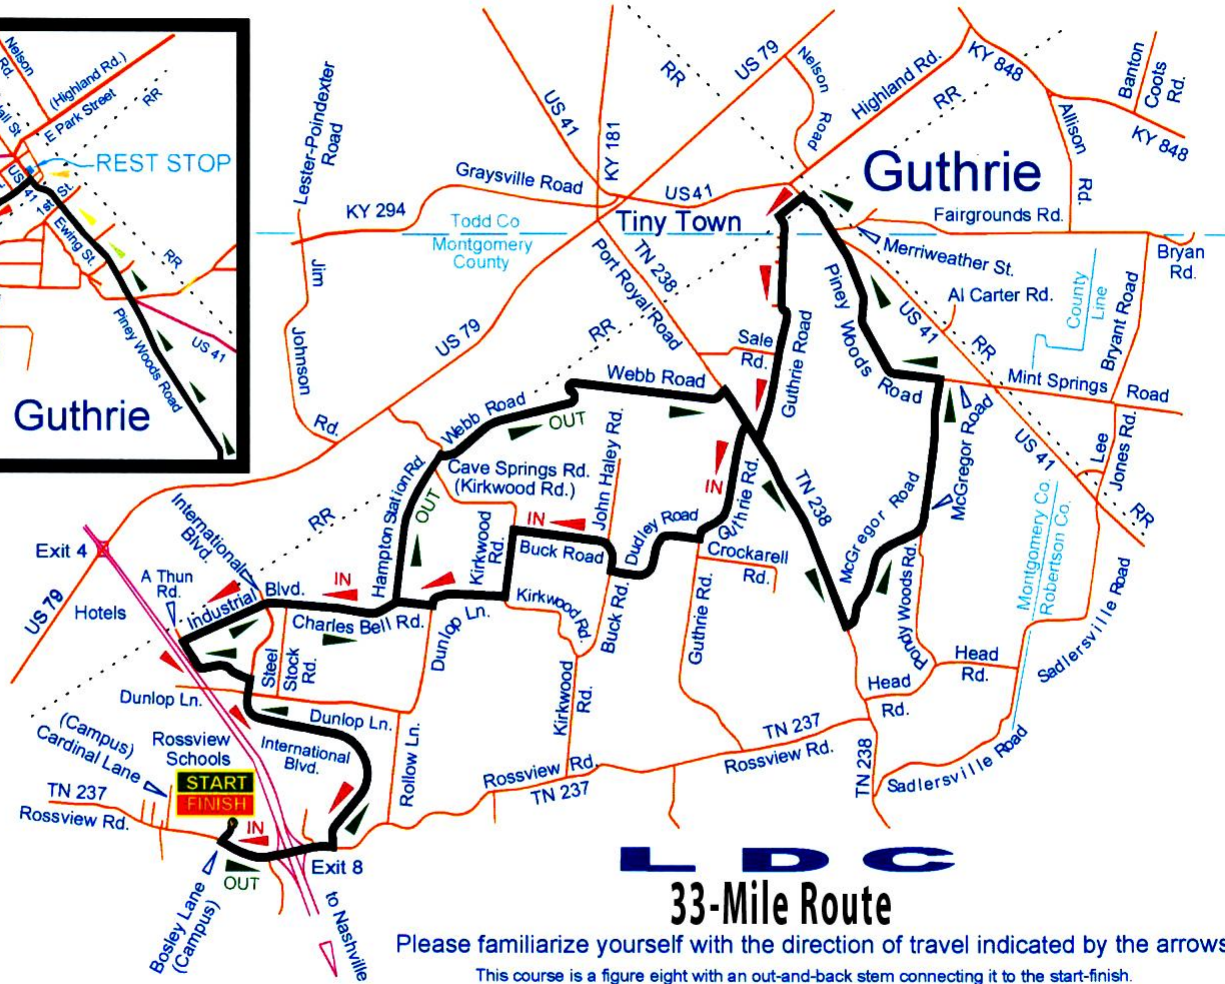 Nelson
Rd.
(Highland Rd.)
E Park Street
RR
REST STOP
US 41
1st St.
Ewing St.
RR
US 41
Piney Woods Road
Guthrie
Lester-Poindexter
Road
US 41
KY 181
RR
US 79
Nelson
Road
Highland Rd.
RR
KY 848
Banton
Coots
Rd.
Allison
Rd.
KY 848
Guthrie
Graysville Road
US41
KY 294
Todd Co
Montgomery
County
Tiny Town
Fairgrounds Rd.
Merriweather St.
Bryan
Rd.
Jim
Johnson
Rd.
Port Royal Road
TN 238
US 79
RR
Sale
Rd.
Guthrie Road
Piney Woods Road
US 41
Al Carter Rd.
RR
County
Line
Bryant Road
Mint Springs Road
Webb Road
Webb Road
OUT
McGregor Road
US 41
Lee
Jones Rd.
RR
Cave Springs Rd.
(Kirkwood Rd.)
John Haley Rd.
IN
Guthrie Rd.
TN 238
McGregor Road
McGregor Road
Hampton Station Rd.
OUT
RR
International
Blvd.
Exit 4
US 79
Hotels
A Thun
Rd.
Industrial Blvd.
IN
Charles Bell Rd.
Kirkwood
Rd.
IN
Buck Road
Dudley Road
Crockarell
Rd.
Kirkwood Rd.
Buck Rd.
Guthrie Rd.
Pondy Woods Rd.
Montgomery Co.
Robertson Co.
Sadlersville Road
Head
Rd.
Head
Rd.
Steel
Stock
Rd.
Dunlop Ln.
Dunlop Ln.
Dunlop Ln.
Kirkwood
Rd.
(Campus)
Cardinal Lane
Rossview
Schools
START
FINISH
International
Blvd.
Rollow Ln.
Rossview Rd.
TN 237
TN 237
Rossview Rd.
TN 238
Sadlersville Road
TN 237
Rossview Rd.
IN
OUT
Exit 8
Bosley Lane
(Campus)
to Nashville
LDC
33-Mile Route
Please familiarize yourself with the direction of travel indicated by the arrows
This course is a figure eight with an out-and-back stem connecting it to the start-finish.